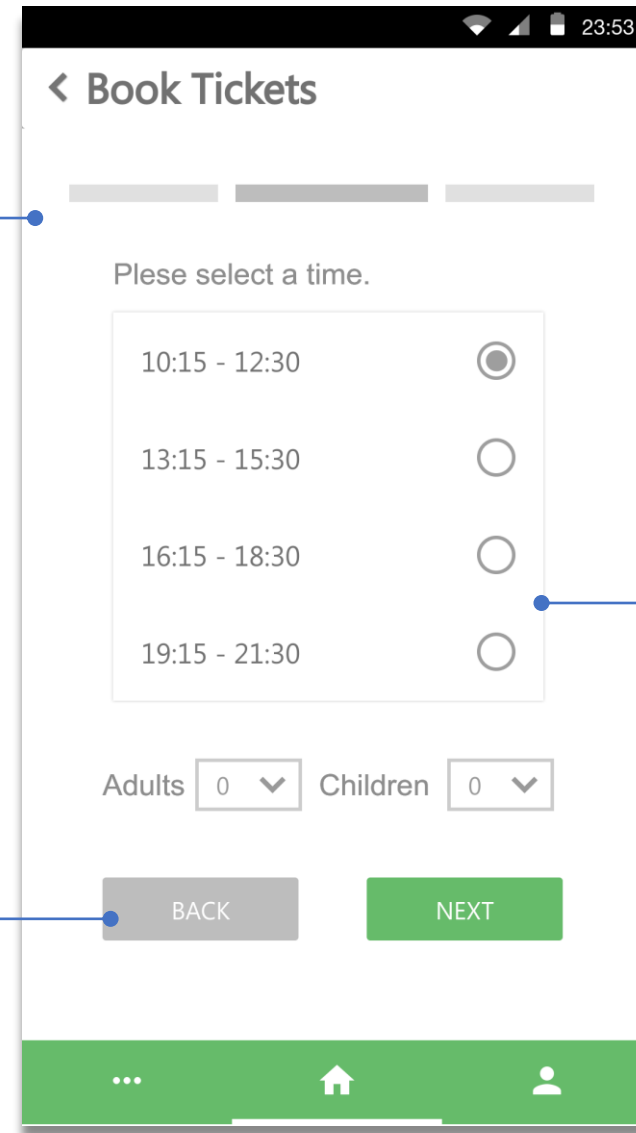 23:53
Book Tickets
Plese select a time.
10:15 - 12:30
13:15 - 15:30
16:15 - 18:30
19:15 - 21:30
Adults 0 Children 0
BACK NEXT